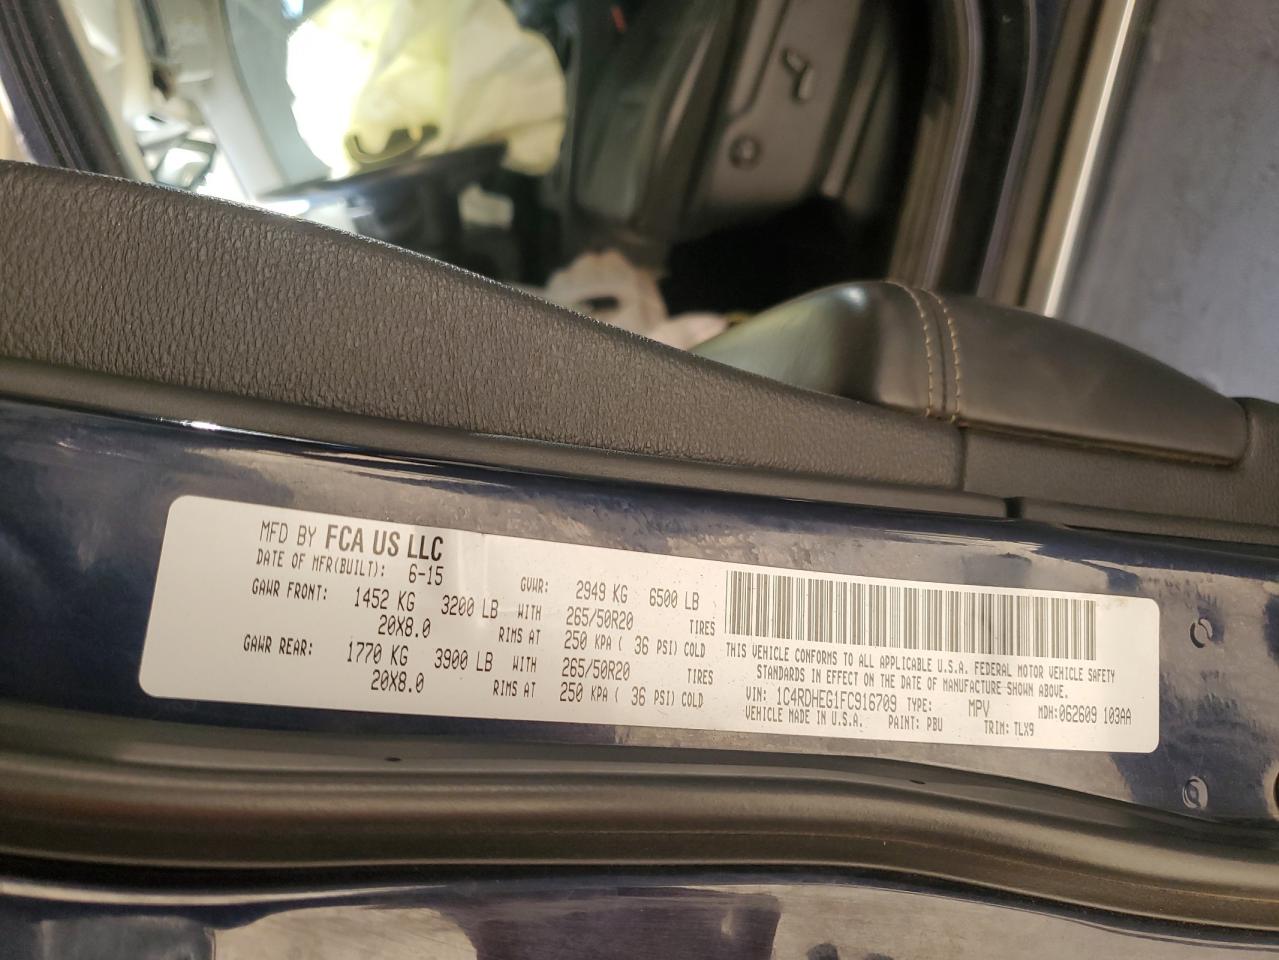 MFD BY FCA US LLC
DATE OF MFR(BUILT): 6-15 GVWR: 2949 KG 6500 LB
GAWR FRONT: 1452 KG 3200 LB WITH 265/50R20 TIRES
20X8.0 RIMS AT 250 KPA ( 36 PSI) COLD
GAWR REAR: 1770 KG 3900 LB WITH 265/50R20 TIRES
20X8.0 RIMS AT 250 KPA ( 36 PSI) COLD
THIS VEHICLE CONFORMS TO ALL APPLICABLE U.S.A. FEDERAL MOTOR VEHICLE SAFETY
STANDARDS IN EFFECT ON THE DATE OF MANUFACTURE SHOWN ABOVE.
VIN: 1C4RDHEG1FC916709 TYPE: MPV MDH:062609 103AA
VEHICLE MADE IN U.S.A. PAINT: PBU TRIM: TLX9